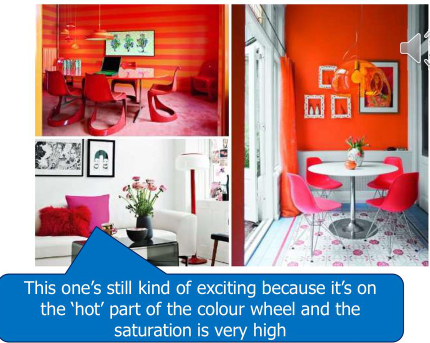 This one’s still kind of exciting because it’s on
the ‘hot’ part of the colour wheel and the
saturation is very high